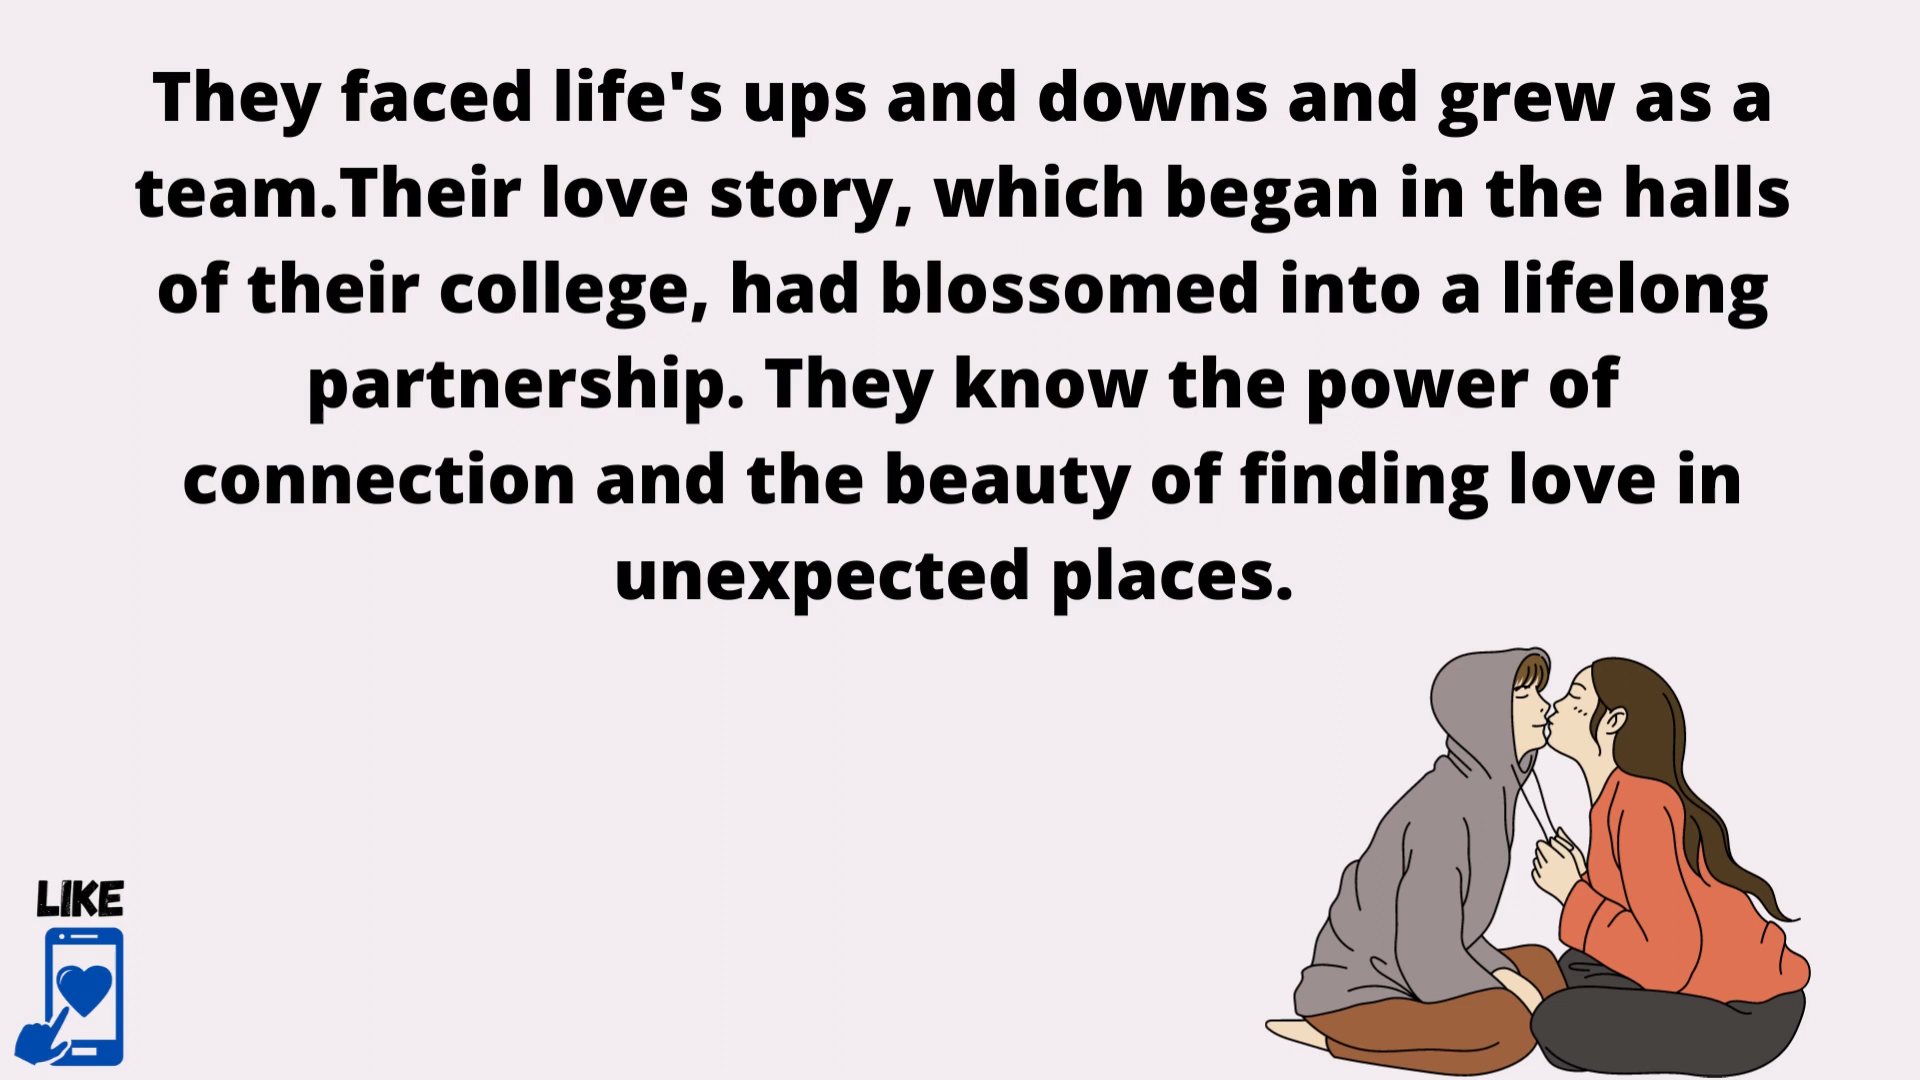 They faced life's ups and downs and grew as a
team.Their love story, which began in the halls
of their college, had blossomed into a lifelong
partnership. They know the power of
connection and the beauty of finding love in
unexpected places.
LIKE